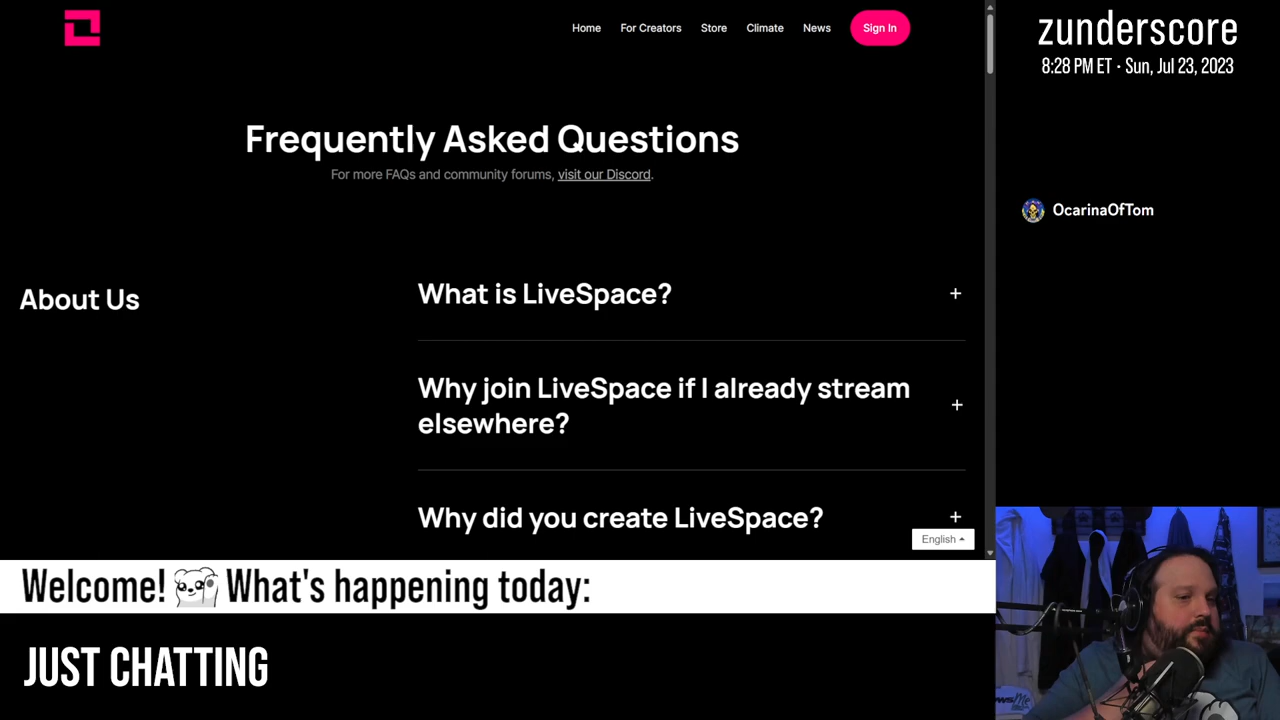 Home For Creators Store Climate News Sign In
Frequently Asked Questions
For more FAQs and community forums, visit our Discord.
About Us
What is LiveSpace?
Why join LiveSpace if I already stream
elsewhere?
Why did you create LiveSpace?
English
zunderscore
8:28 PM ET · Sun, Jul 23, 2023
OcarinaOfTom
Welcome! What's happening today:
JUST CHATTING